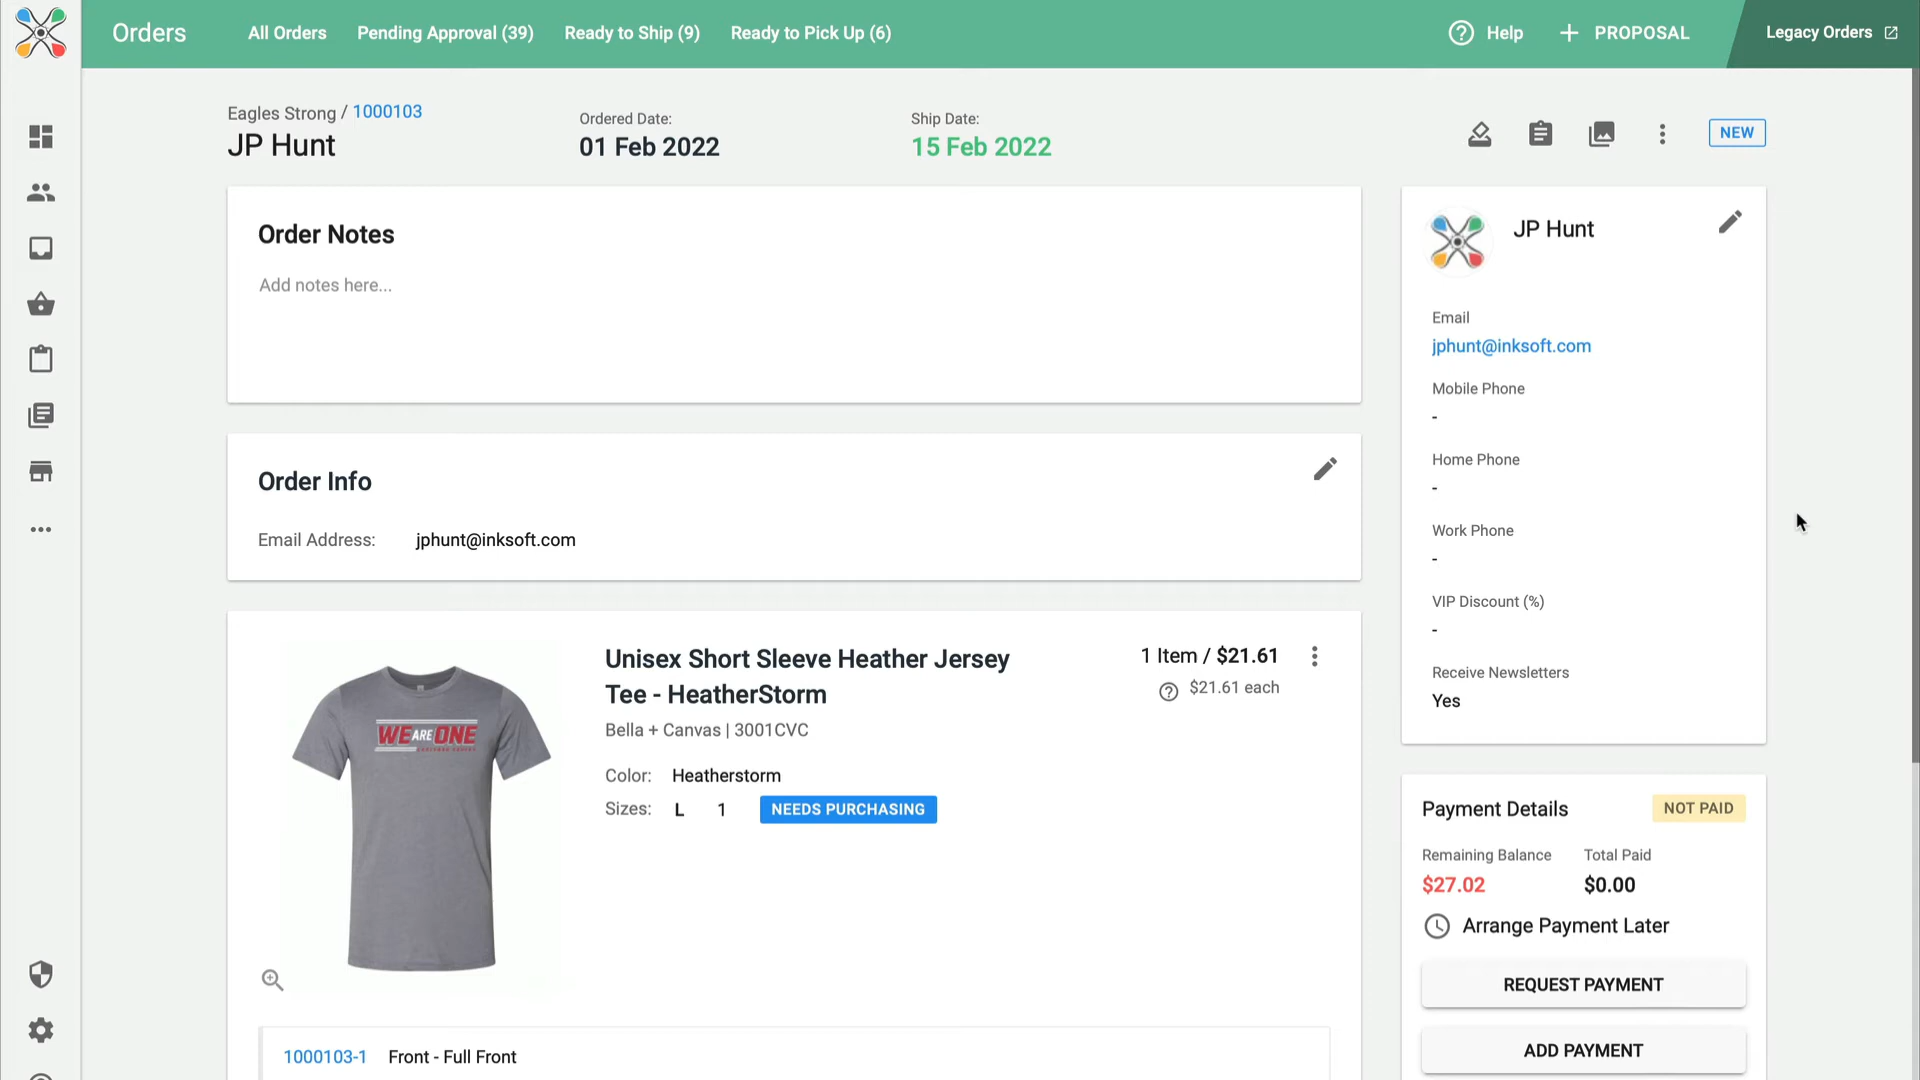 Orders
All Orders
Pending Approval (39)
Ready to Ship (9)
Ready to Pick Up (6)
Help
PROPOSAL
Legacy Orders
Eagles Strong / 1000103
JP Hunt
Ordered Date:
01 Feb 2022
Ship Date:
15 Feb 2022
NEW
Order Notes
Add notes here...
Order Info
Email Address: jphunt@inksoft.com
Unisex Short Sleeve Heather Jersey
Tee - HeatherStorm
Bella + Canvas | 3001CVC
Color: Heatherstorm
Sizes: L 1 NEEDS PURCHASING
1 Item / $21.61
$21.61 each
WE ARE ONE
1000103-1 Front - Full Front
JP Hunt
Email
jphunt@inksoft.com
Mobile Phone
-
Home Phone
-
Work Phone
-
VIP Discount (%)
-
Receive Newsletters
Yes
Payment Details
NOT PAID
Remaining Balance Total Paid
$27.02 $0.00
Arrange Payment Later
REQUEST PAYMENT
ADD PAYMENT